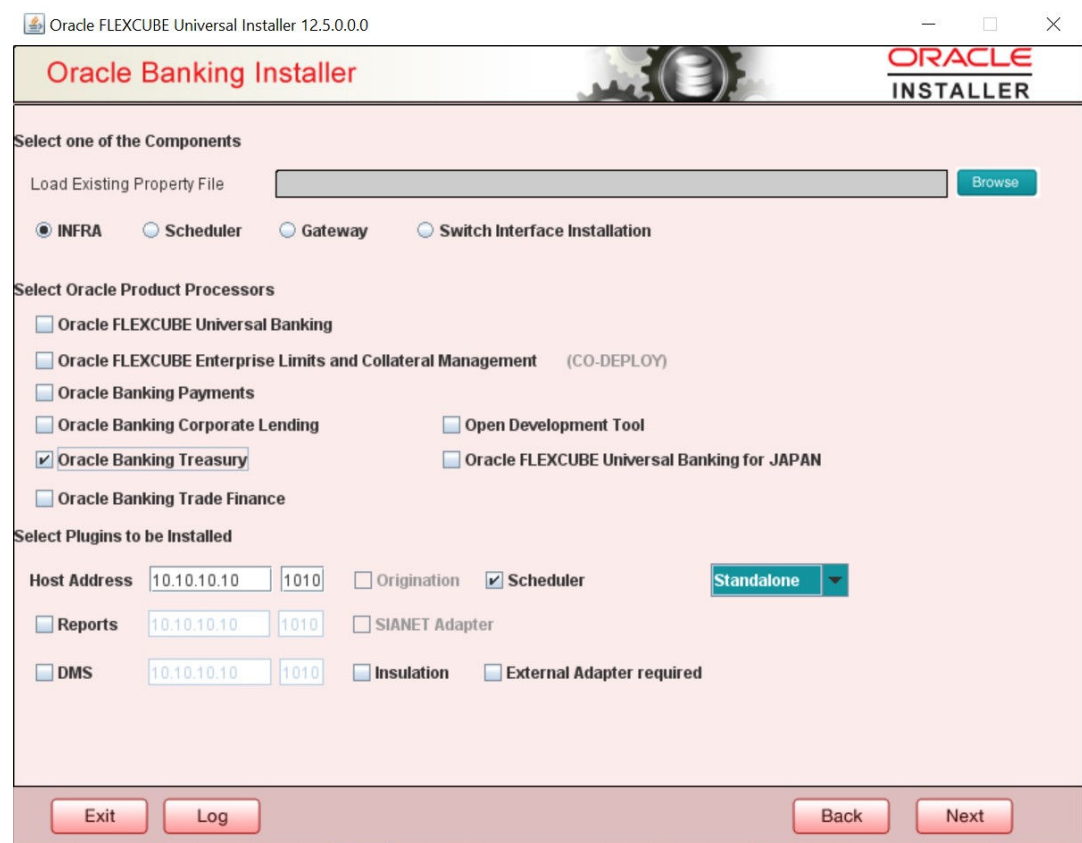 Oracle FLEXCUBE Universal Installer 12.5.0.0.0
Oracle Banking Installer
ORACLE
INSTALLER
Select one of the Components
Load Existing Property File Browse
INFRA Scheduler Gateway Switch Interface Installation
Select Oracle Product Processors
Oracle FLEXCUBE Universal Banking
Oracle FLEXCUBE Enterprise Limits and Collateral Management (CO-DEPLOY)
Oracle Banking Payments
Oracle Banking Corporate Lending Open Development Tool
Oracle Banking Treasury Oracle FLEXCUBE Universal Banking for JAPAN
Oracle Banking Trade Finance
Select Plugins to be Installed
Host Address 10.10.10.10 1010 Origination Scheduler Standalone
Reports 10.10.10.10 1010 SIANET Adapter
DMS 10.10.10.10 1010 Insulation External Adapter required
Exit Log Back Next